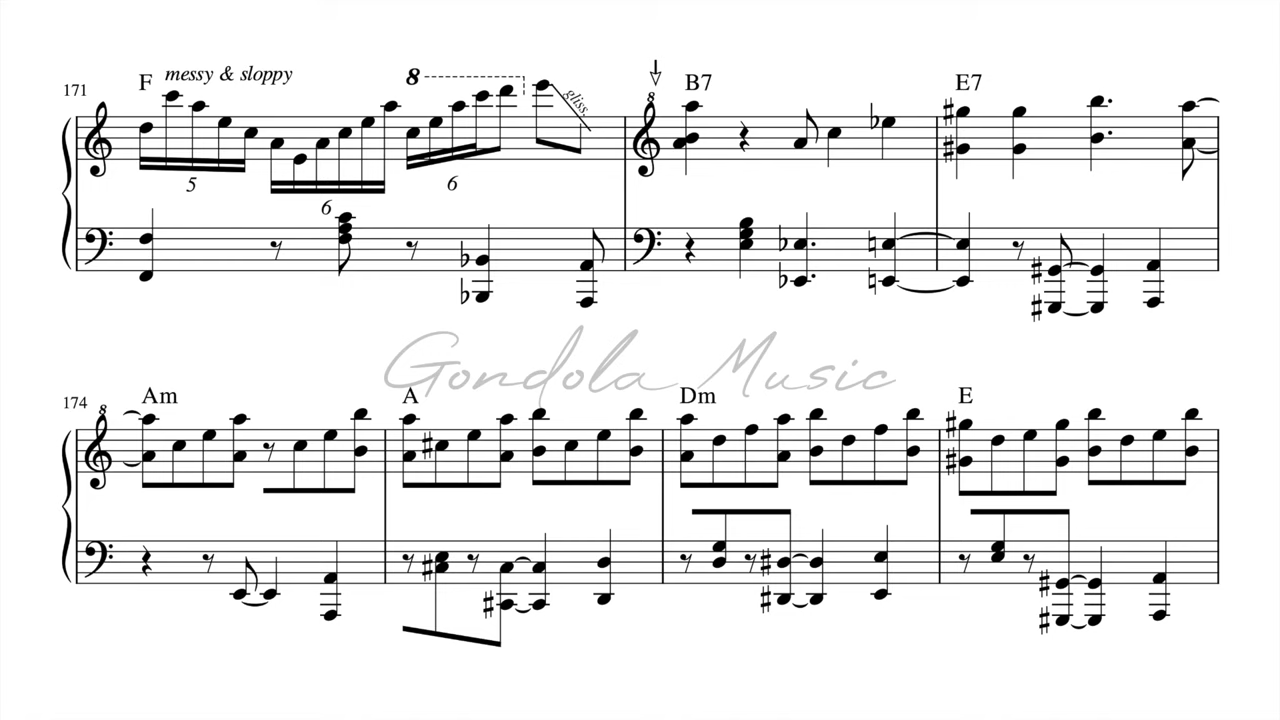 171 F messy & sloppy 8 B7 E7
gliss.
5 6 6
8
Gondola Music
174 Am A Dm E
8